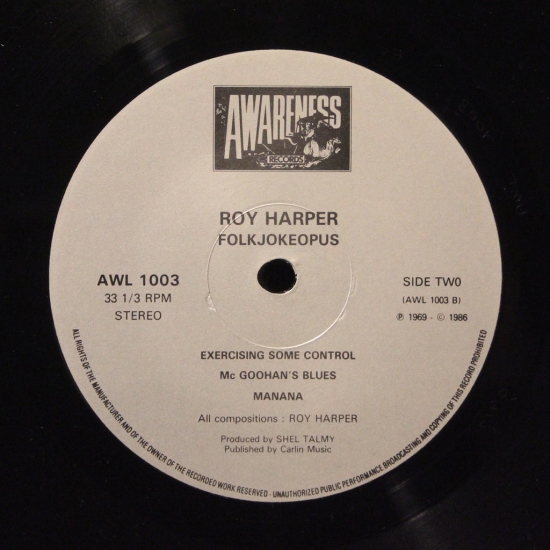 AWARENESS
RECORDS
ROY HARPER
FOLKJOKEOPUS
AWL 1003
33 1/3 RPM
STEREO
SIDE TWO
(AWL 1003 B)
℗ 1969 - © 1986
EXERCISING SOME CONTROL
Mc GOOHAN'S BLUES
MANANA
All compositions : ROY HARPER
Produced by SHEL TALMY
Published by Carlin Music
ALL RIGHTS OF THE MANUFACTURER AND OF THE OWNER OF THE RECORDED WORK RESERVED - UNAUTHORIZED PUBLIC PERFORMANCE BROADCASTING AND COPYING OF THIS RECORD PROHIBITED